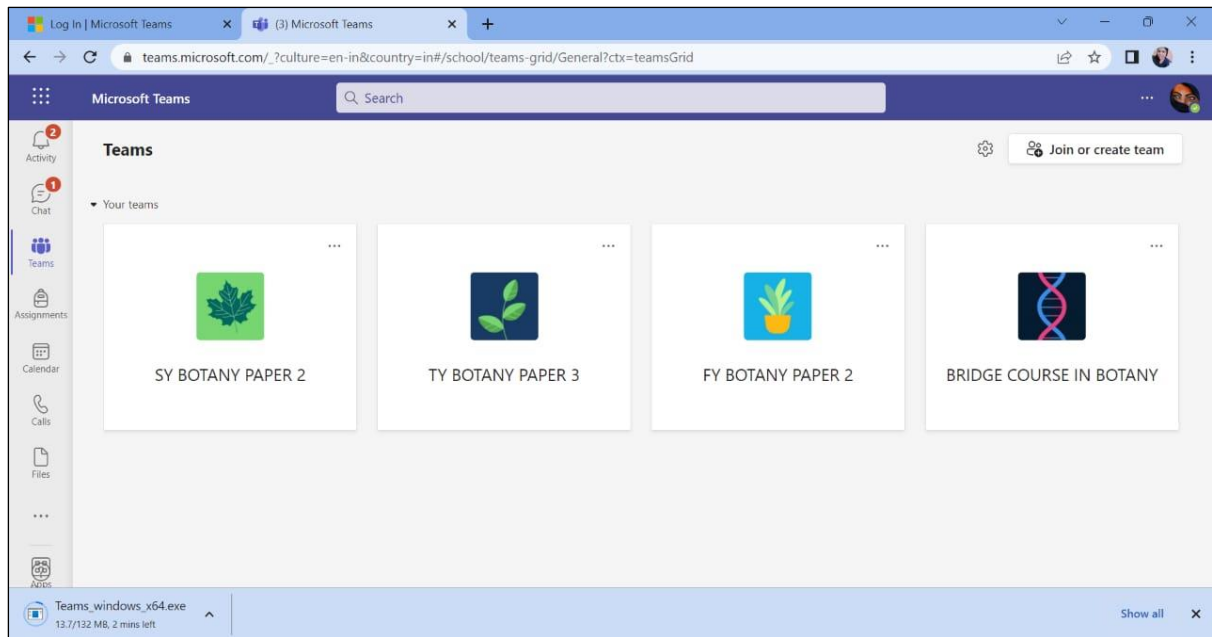 Log In | Microsoft Teams
(3) Microsoft Teams
teams.microsoft.com/_?culture=en-in&country=in#/school/teams-grid/General?ctx=teamsGrid
Microsoft Teams
Search
2
Activity
Teams
Join or create team
1
Chat
Your teams
Teams
Assignments
Calendar
SY BOTANY PAPER 2
TY BOTANY PAPER 3
FY BOTANY PAPER 2
BRIDGE COURSE IN BOTANY
Calls
Files
Apps
Teams_windows_x64.exe
13.7/132 MB, 2 mins left
Show all